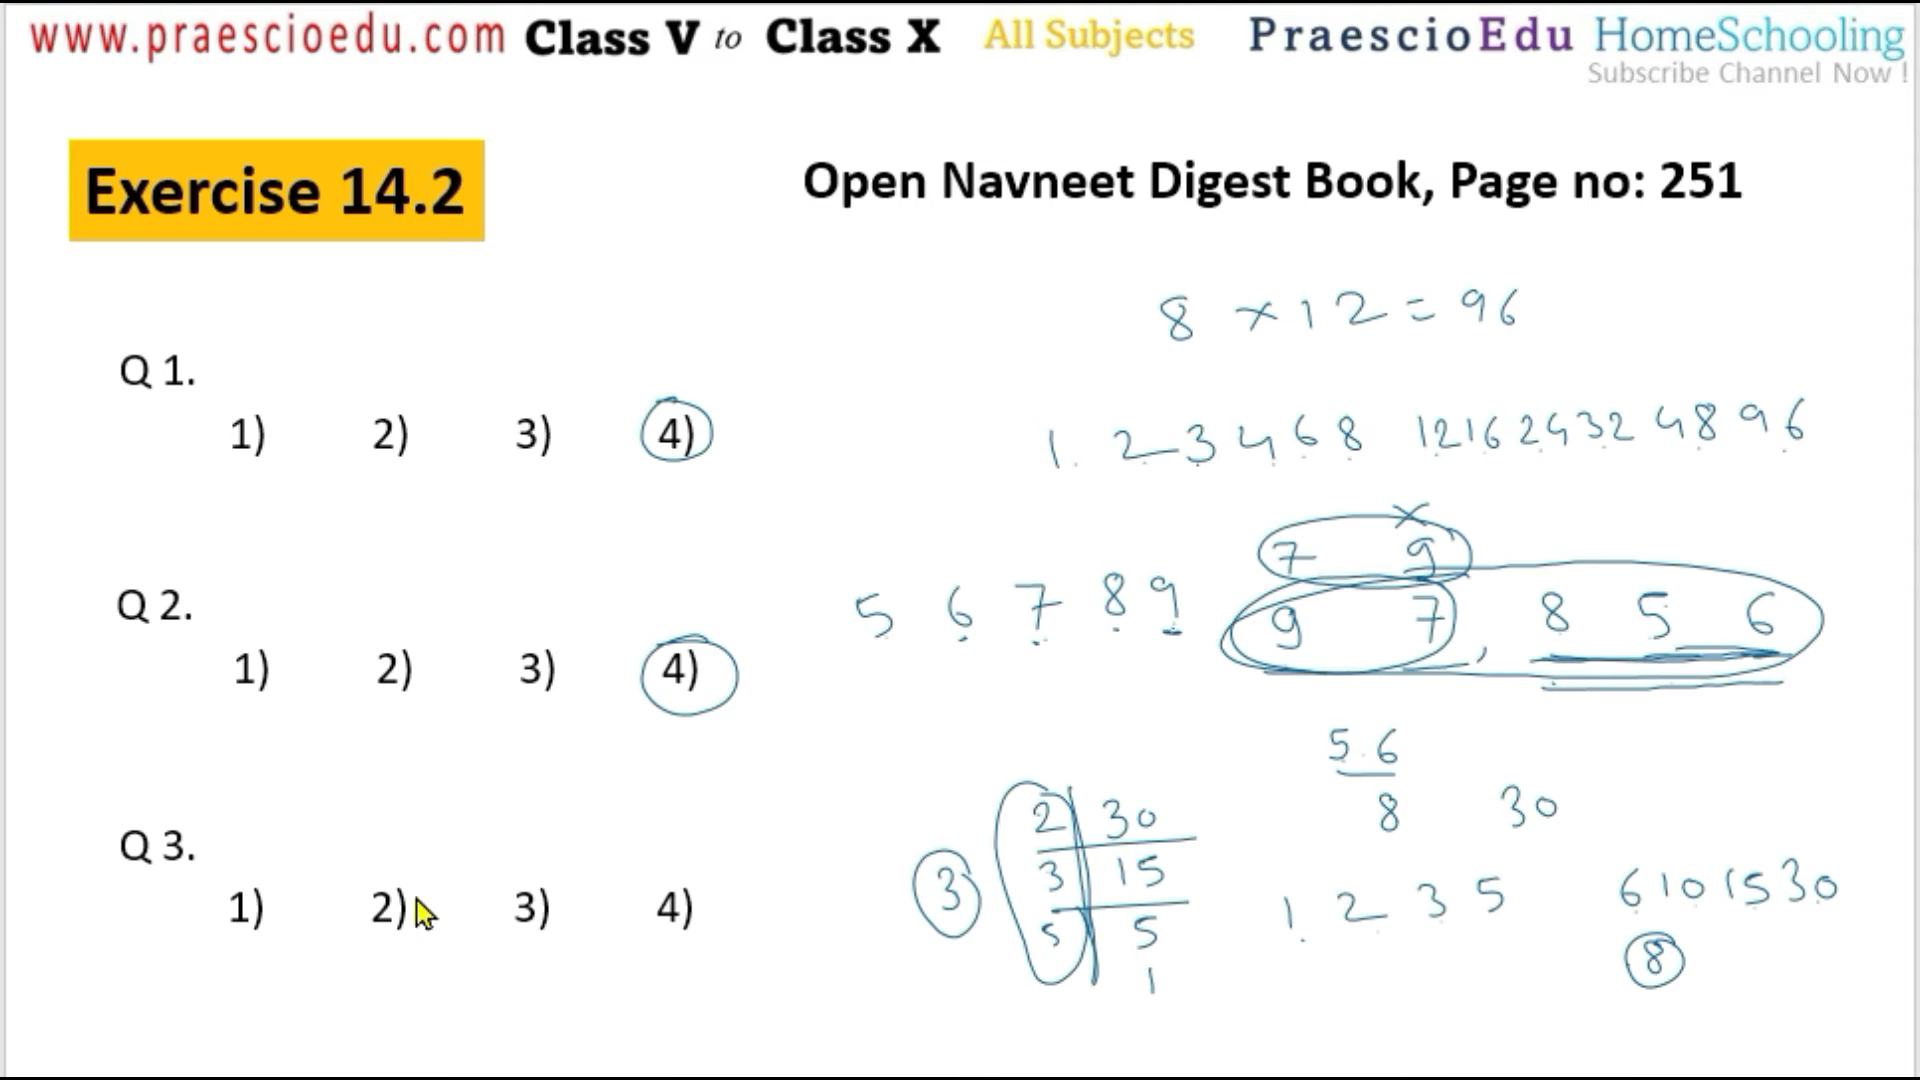 www.praescioedu.com Class V to Class X All Subjects PraescioEdu HomeSchooling
Subscribe Channel Now !
Exercise 14.2
Open Navneet Digest Book, Page no: 251
8 × 12 = 96
Q 1.
1) 2) 3) 4)
1 2 3 4 6 8 12 16 24 32 48 96
×
7 9
Q 2.
5 6 7 8 9
9 7, 8 5 6
1) 2) 3) 4)
5.6
8
30
2 30
3 15
5 5
1
3
Q 3.
1 2 3 5 6 10 15 30
1) 2) 3) 4)
8